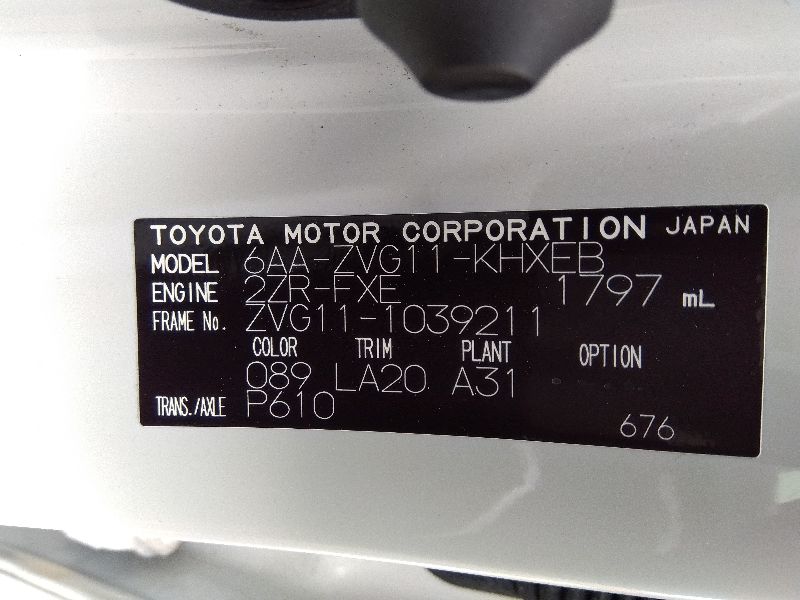 TOYOTA MOTOR CORPORATION JAPAN
MODEL 6AA-ZVG11-KHXEB
ENGINE 2ZR-FXE 1797 mL
FRAME No. ZVG11-1039211
COLOR TRIM PLANT OPTION
089 LA20 A31
TRANS./AXLE P610
676